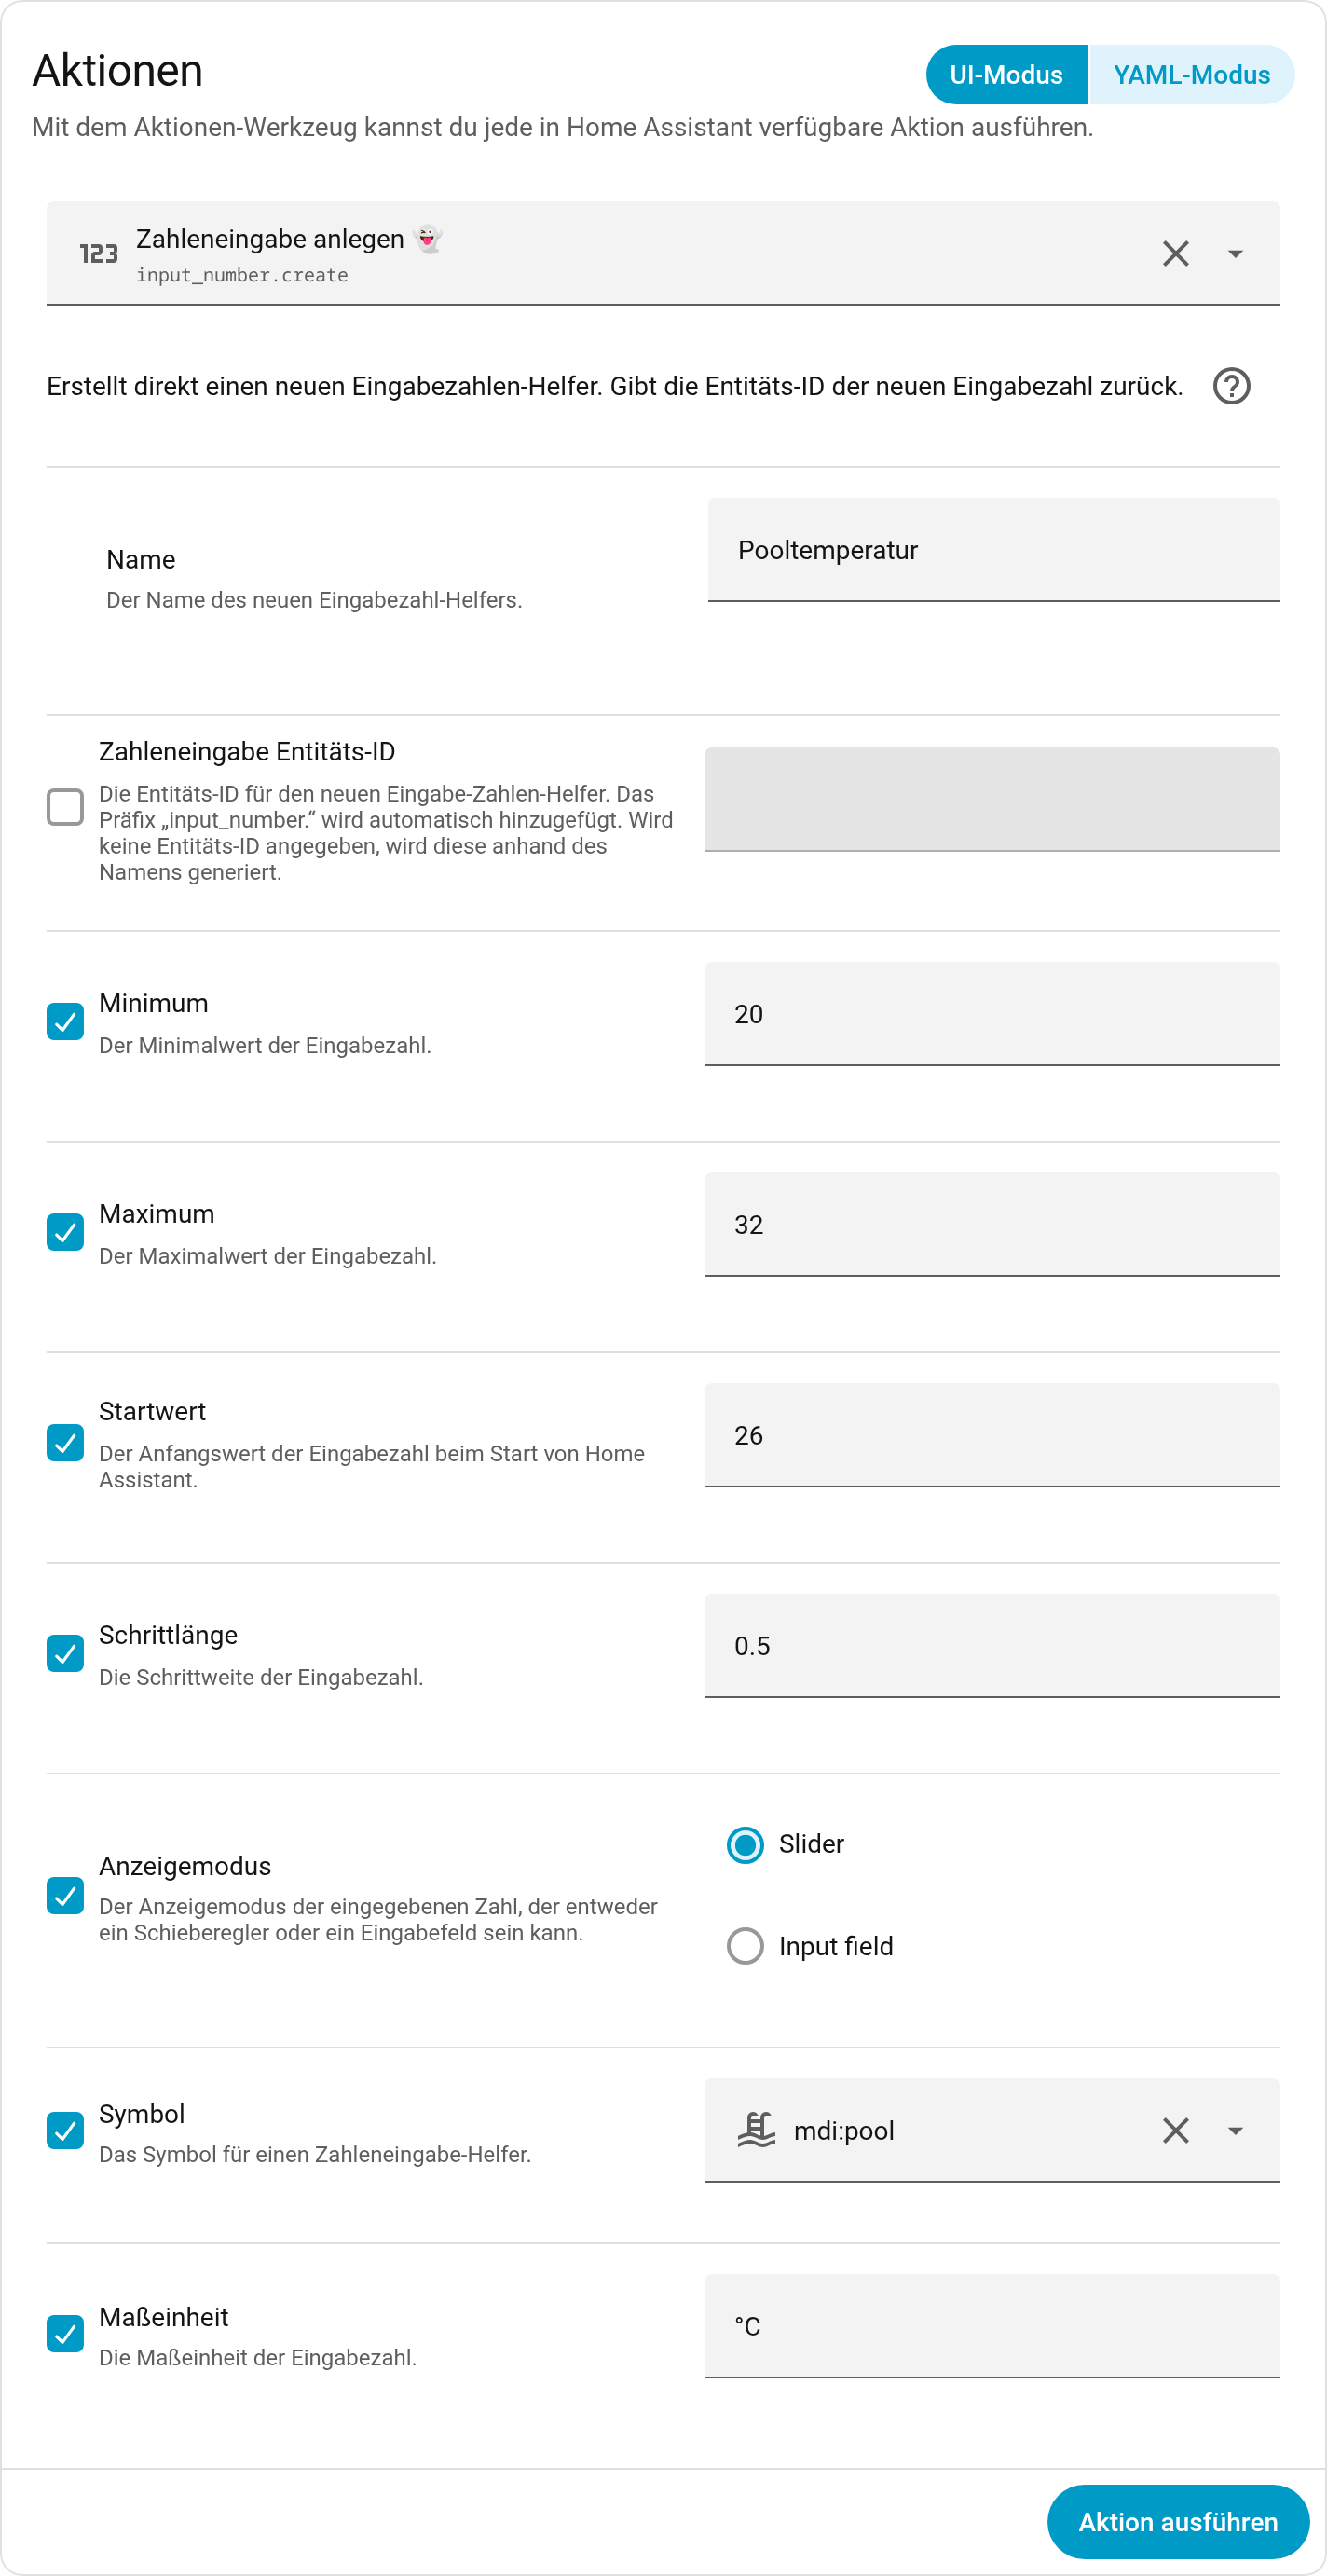 Aktionen
UI-Modus
YAML-Modus
Mit dem Aktionen-Werkzeug kannst du jede in Home Assistant verfügbare Aktion ausführen.
123
Zahleneingabe anlegen 👻
input_number.create
Erstellt direkt einen neuen Eingabezahlen-Helfer. Gibt die Entitäts-ID der neuen Eingabezahl zurück.
Name
Der Name des neuen Eingabezahl-Helfers.
Pooltemperatur
Zahleneingabe Entitäts-ID
Die Entitäts-ID für den neuen Eingabe-Zahlen-Helfer. Das
Präfix „input_number.“ wird automatisch hinzugefügt. Wird
keine Entitäts-ID angegeben, wird diese anhand des
Namens generiert.
Minimum
Der Minimalwert der Eingabezahl.
20
Maximum
Der Maximalwert der Eingabezahl.
32
Startwert
Der Anfangswert der Eingabezahl beim Start von Home
Assistant.
26
Schrittlänge
Die Schrittweite der Eingabezahl.
0.5
Anzeigemodus
Der Anzeigemodus der eingegebenen Zahl, der entweder
ein Schieberegler oder ein Eingabefeld sein kann.
Slider
Input field
Symbol
Das Symbol für einen Zahleneingabe-Helfer.
mdi:pool
Maßeinheit
Die Maßeinheit der Eingabezahl.
°C
Aktion ausführen